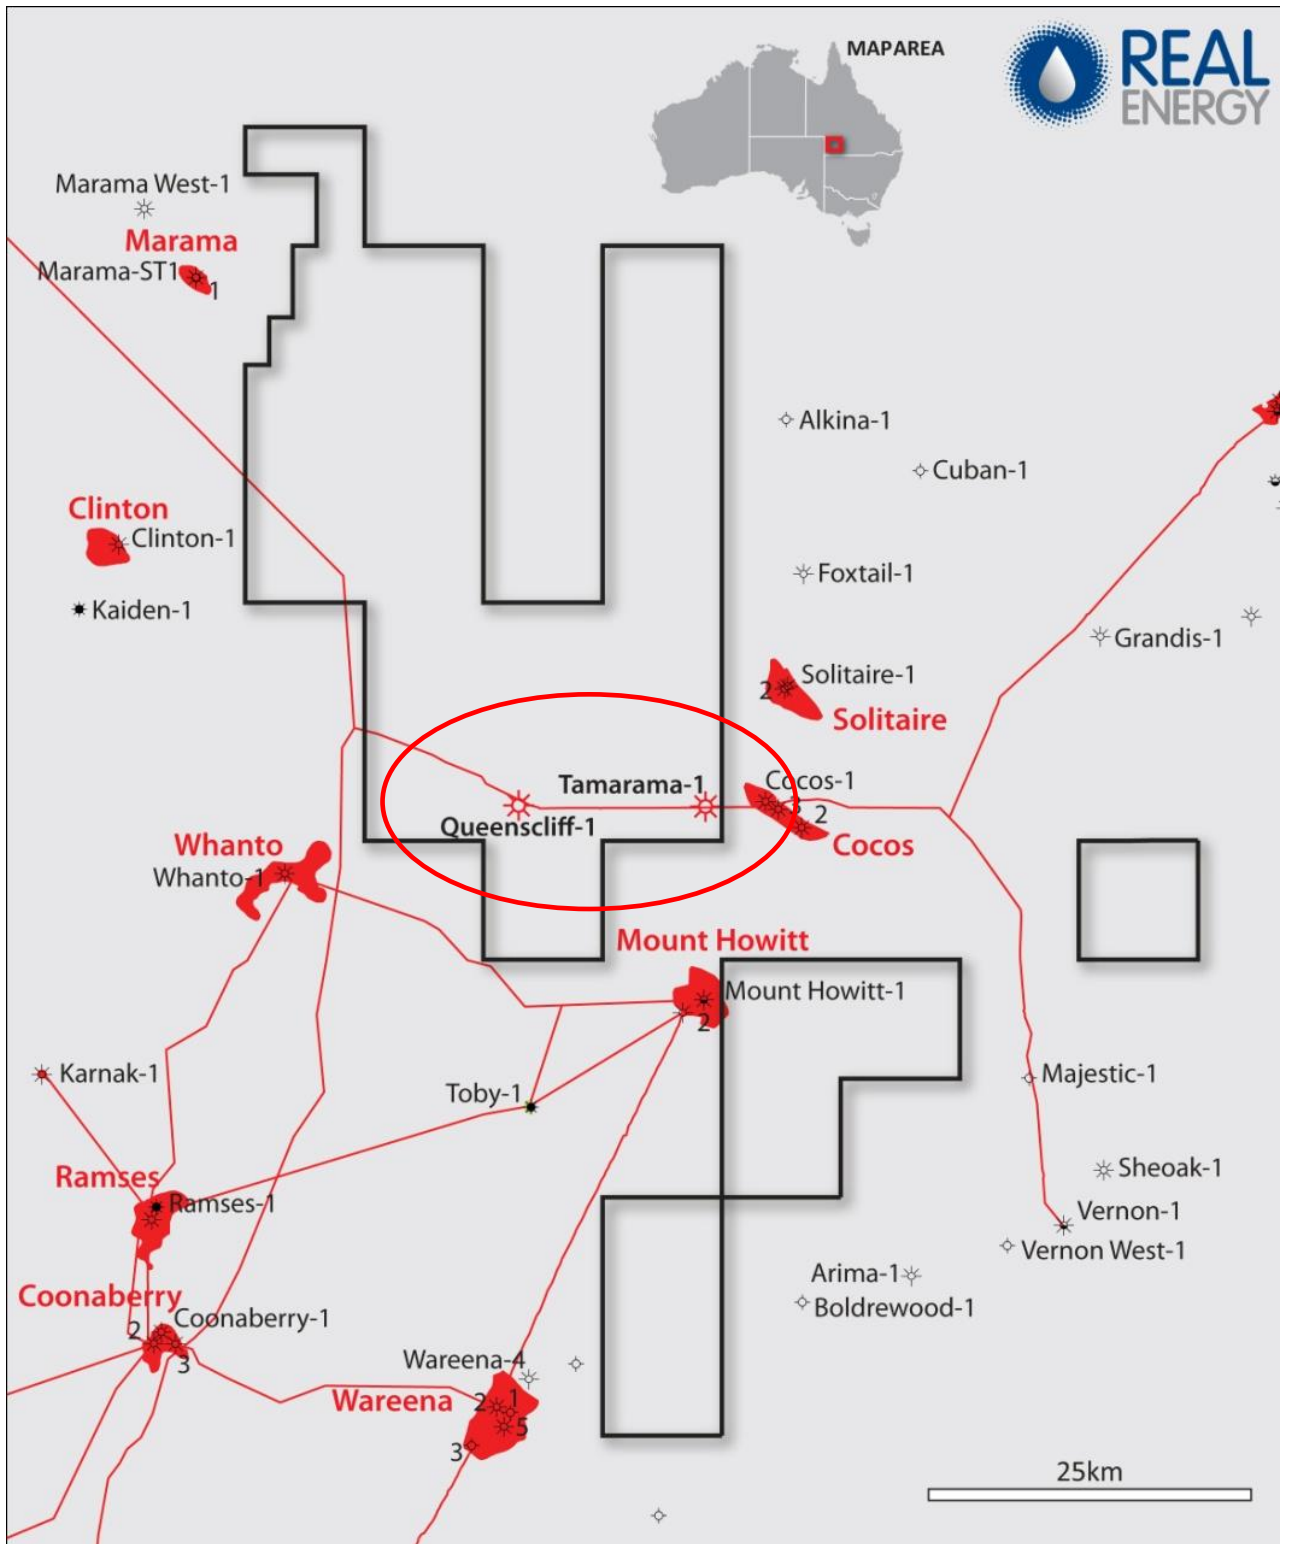 MAPAREA
REAL
ENERGY
Marama West-1
Marama
Marama-ST1
1
Alkina-1
Cuban-1
Clinton
Clinton-1
Foxtail-1
Kaiden-1
Grandis-1
Solitaire-1
2
Solitaire
Tamarama-1
Cocos-1
3
2
Queenscliff-1
Whanto
Cocos
Whanto-1
Mount Howitt
Mount Howitt-1
2
Karnak-1
Toby-1
Majestic-1
Ramses
Sheoak-1
Ramses-1
Vernon-1
Vernon West-1
Arima-1
Coonaberry
Boldrewood-1
Coonaberry-1
2
3
Wareena-4
Wareena
2
1
5
3
25km